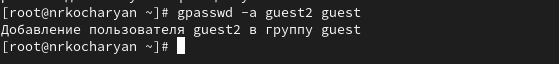 [root@nrkocharyan ~]# gpasswd -a guest2 guest
Добавление пользователя guest2 в группу guest
[root@nrkocharyan ~]#